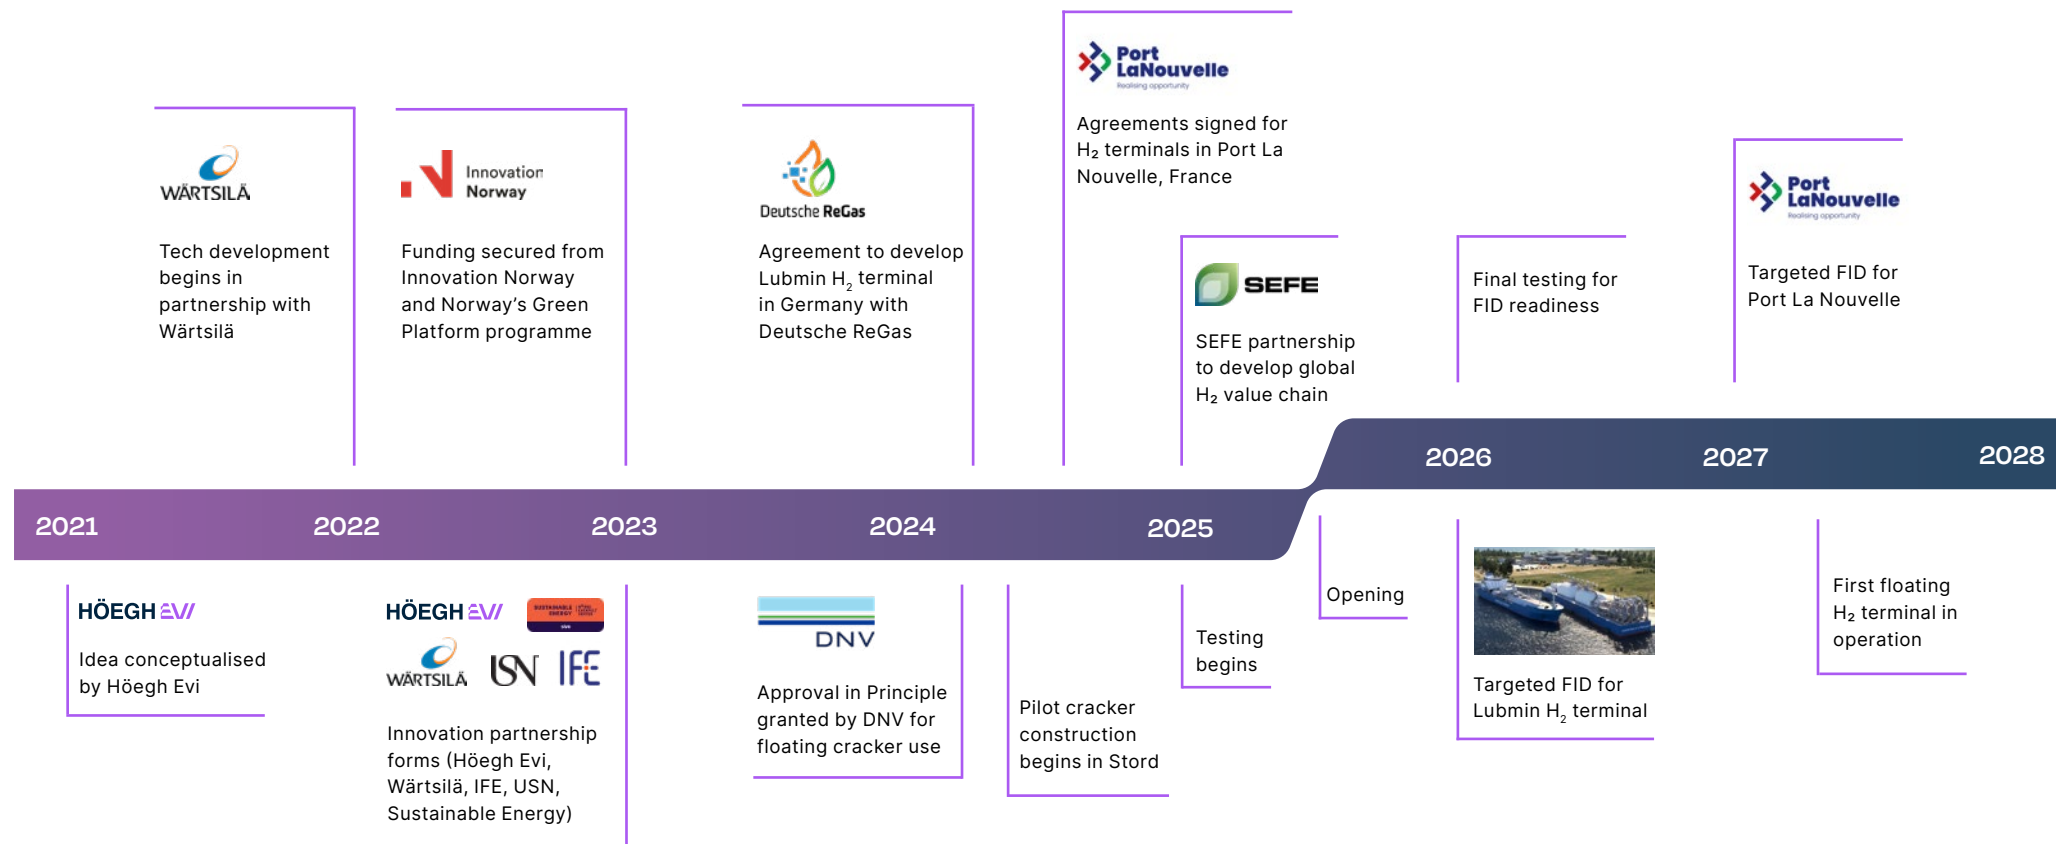 WÄRTSILÄ
Tech development
begins in
partnership with
Wärtsilä
Innovation
Norway
Funding secured from
Innovation Norway
and Norway's Green
Platform programme
Deutsche ReGas
Agreement to develop
Lubmin H₂ terminal
in Germany with
Deutsche ReGas
Port
LaNouvelle
Realising opportunity
Agreements signed for
H₂ terminals in Port La
Nouvelle, France
SEFE
SEFE partnership
to develop global
H₂ value chain
Final testing for
FID readiness
Port
LaNouvelle
Realising opportunity
Targeted FID for
Port La Nouvelle
2021
2022
2023
2024
2025
2026
2027
2028
HÖEGH EVI
Idea conceptualised
by Höegh Evi
HÖEGH EVI
SUSTAINABLE
ENERGY
WÄRTSILÄ
USN
IFE
Innovation partnership
forms (Höegh Evi,
Wärtsilä, IFE, USN,
Sustainable Energy)
DNV
Approval in Principle
granted by DNV for
floating cracker use
Pilot cracker
construction
begins in Stord
Testing
begins
Opening
Targeted FID for
Lubmin H₂ terminal
First floating
H₂ terminal in
operation